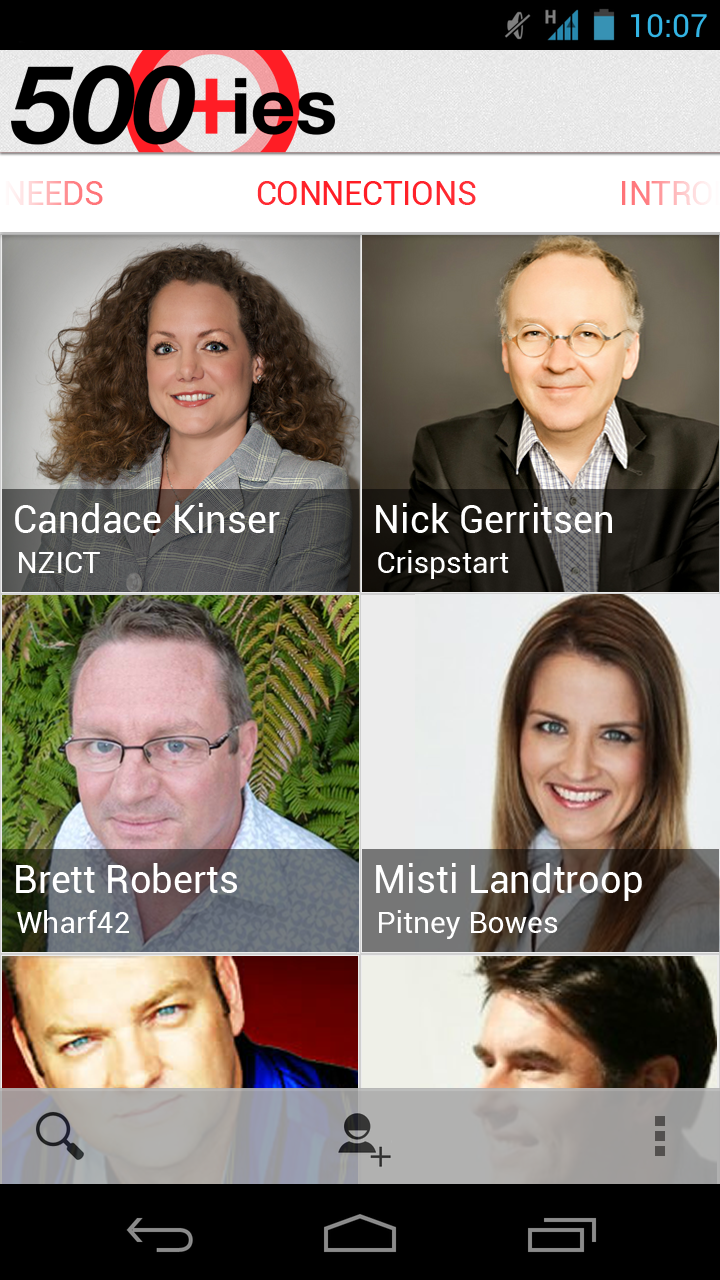 H 10:07
500+ies
NEEDS CONNECTIONS INTRO
Candace Kinser
NZICT
Nick Gerritsen
Crispstart
Brett Roberts
Wharf42
Misti Landtroop
Pitney Bowes